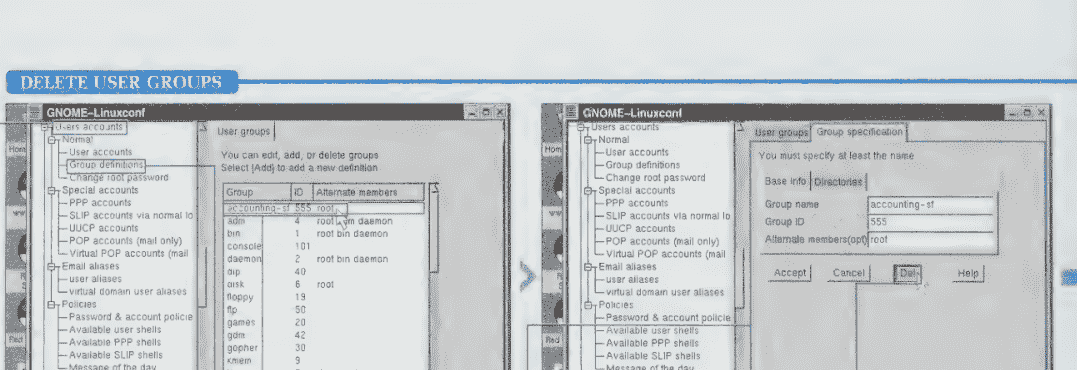 DELETE USER GROUPS
GNOME-Linuxconf
Users accounts
Normal
User accounts
Group definitions
Change root password
Special accounts
PPP accounts
SLIP accounts via normal lo
UUCP accounts
POP accounts (mail only)
Virtual POP accounts (mail
Email aliases
user aliases
virtual domain user aliases
Policies
Password & account policie
Available user shells
Available PPP shells
Available SLIP shells
Message of the day
User groups
You can edit, add, or delete groups
Select [Add] to add a new definition
Group ID Alternate members
accounting-st 555 root
adm 4 root daemon
bin 1 root bin daemon
console 101
daemon 2 root bin daemon
dip 40
disk 6 root
floppy 19
ftp 50
games 20
gdm 42
gopher 30
kmem 9
GNOME-Linuxconf
Users accounts
Normal
User accounts
Group definitions
Change root password
Special accounts
PPP accounts
SLIP accounts via normal lo
UUCP accounts
POP accounts (mail only)
Virtual POP accounts (mail
Email aliases
user aliases
virtual domain user aliases
Policies
Password & account policie
Available user shells
Available PPP shells
Available SLIP shells
Message of the day
User groups Group specification
You must specify at least the name
Base info Directories
Group name accounting-st
Group ID 555
Alternate members(opt) root
Accept Cancel Del Help